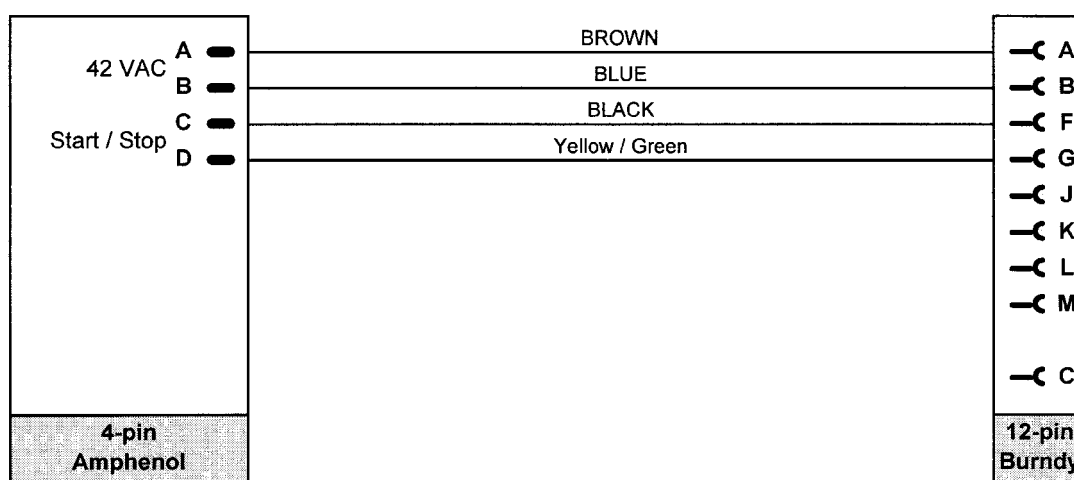 A BROWN A
42 VAC
B BLUE B
C BLACK F
Start / Stop
D Yellow / Green G
J
K
L
M
C
4-pin
Amphenol
12-pin
Burndy